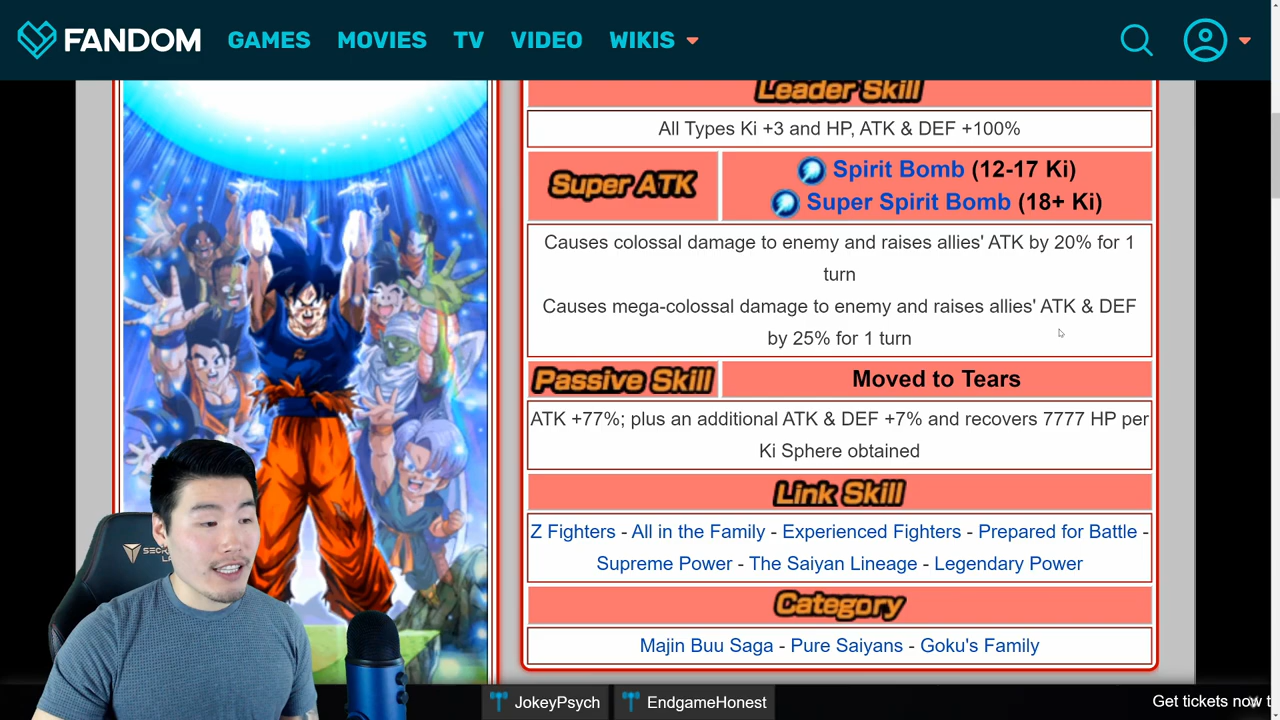 FANDOM GAMES MOVIES TV VIDEO WIKIS
Leader Skill
All Types Ki +3 and HP, ATK & DEF +100%
Super ATK
Spirit Bomb (12-17 Ki)
Super Spirit Bomb (18+ Ki)
Causes colossal damage to enemy and raises allies' ATK by 20% for 1
turn
Causes mega-colossal damage to enemy and raises allies' ATK & DEF
by 25% for 1 turn
Passive Skill
Moved to Tears
ATK +77%; plus an additional ATK & DEF +7% and recovers 7777 HP per
Ki Sphere obtained
Link Skill
Z Fighters - All in the Family - Experienced Fighters - Prepared for Battle -
Supreme Power - The Saiyan Lineage - Legendary Power
Category
Majin Buu Saga - Pure Saiyans - Goku's Family
JokeyPsych EndgameHonest Get tickets now t